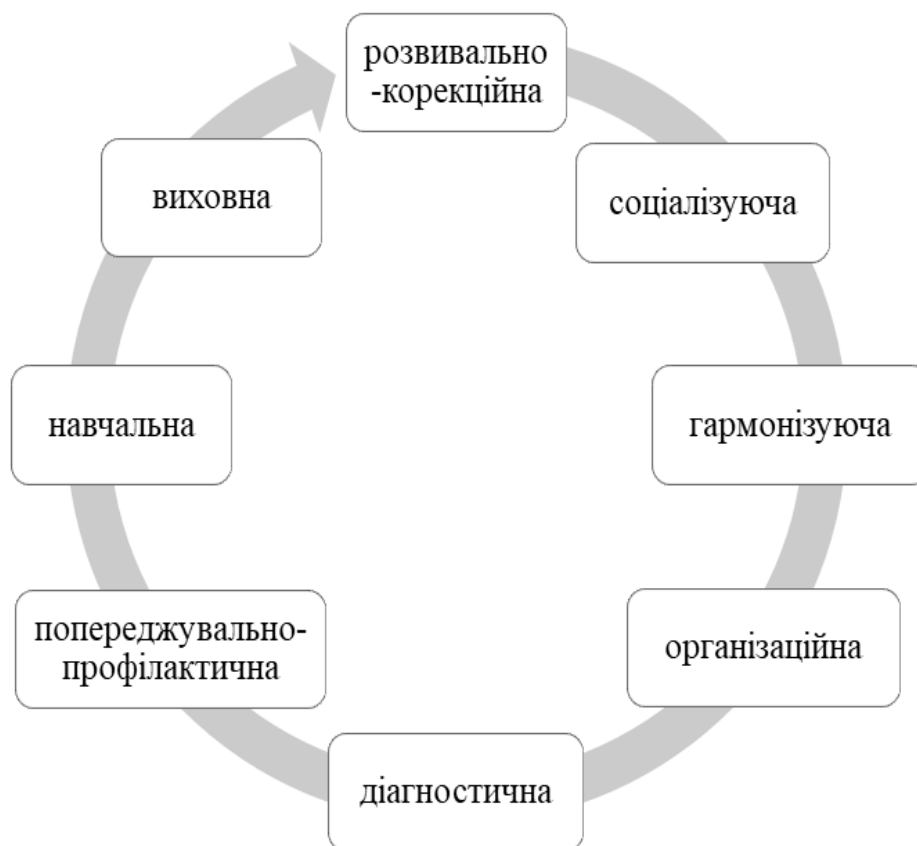 розвивально
-корекційна
соціалізуюча
гармонізуюча
організаційна
діагностична
попереджувально-
профілактична
навчальна
виховна